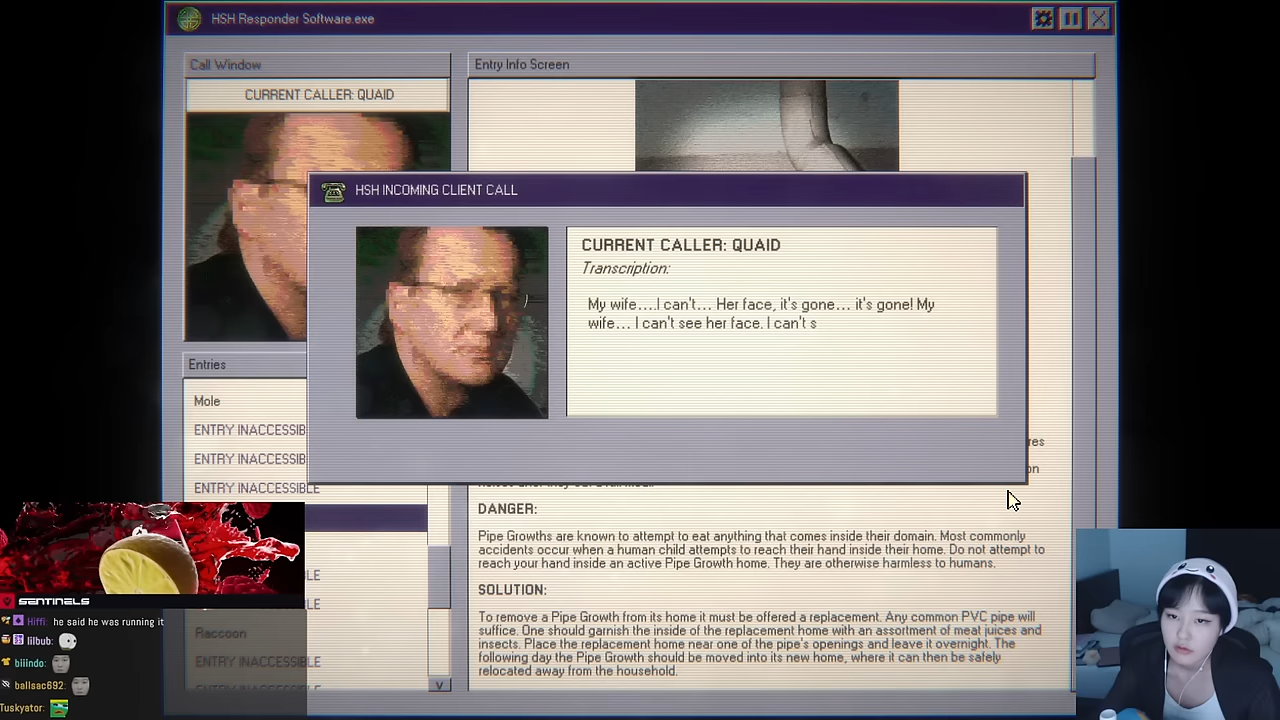 HSH Responder Software.exe
Call Window
CURRENT CALLER: QUAID
Entry Info Screen
HSH INCOMING CLIENT CALL
CURRENT CALLER: QUAID
Transcription:
My wife....I can't... Her face, it's gone... it's gone! My
wife... I can't see her face. I can't s
Entries
Mole
ENTRY INACCESSIB
ENTRY INACCESSIB
ENTRY INACCESSIBLE
LE
LE
Raccoon
ENTRY INACCESSIBLE
res
on
DANGER:
Pipe Growths are known to attempt to eat anything that comes inside their domain. Most commonly
accidents occur when a human child attempts to reach their hand inside their home. Do not attempt to
reach your hand inside an active Pipe Growth home. They are otherwise harmless to humans.
SOLUTION:
To remove a Pipe Growth from its home it must be offered a replacement. Any common PVC pipe will
suffice. One should garnish the inside of the replacement home with an assortment of meat juices and
insects. Place the replacement home near one of the pipe's openings and leave it overnight. The
following day the Pipe Growth should be moved into its new home, where it can then be safely
relocated away from the household.
V
SENTINELS
Hiffi: he said he was running it
lilbub:
biiindo:
ballsac692:
Tuskyator: